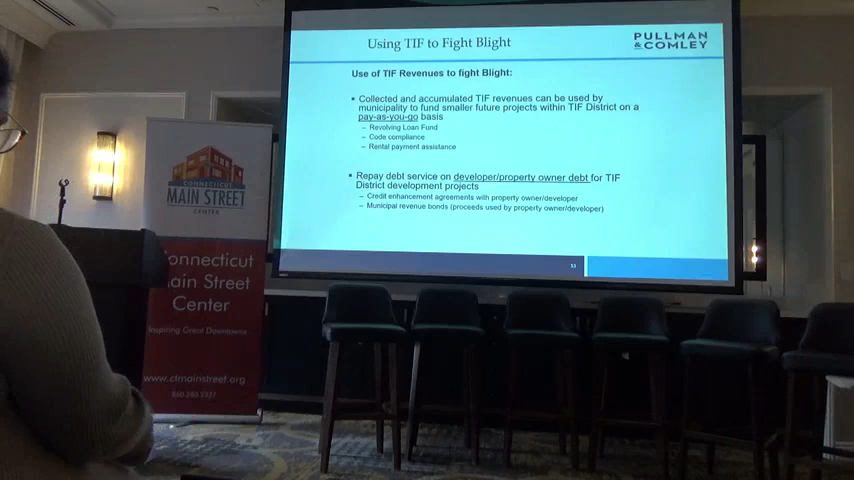 Using TIF to Fight Blight
PULLMAN
& COMLEY
Use of TIF Revenues to fight Blight:
▪ Collected and accumulated TIF revenues can be used by
municipality to fund smaller future projects within TIF District on a
pay-as-you-go basis
– Revolving Loan Fund
– Code compliance
– Rental payment assistance
▪ Repay debt service on developer/property owner debt for TIF
District development projects
– Credit enhancement agreements with property owner/developer
– Municipal revenue bonds (proceeds used by property owner/developer)
CONNECTICUT
MAIN STREET
CENTER
onnecticut
ain Street
Center
Inspiring Great Downtowns
www.ctmainstreet.org